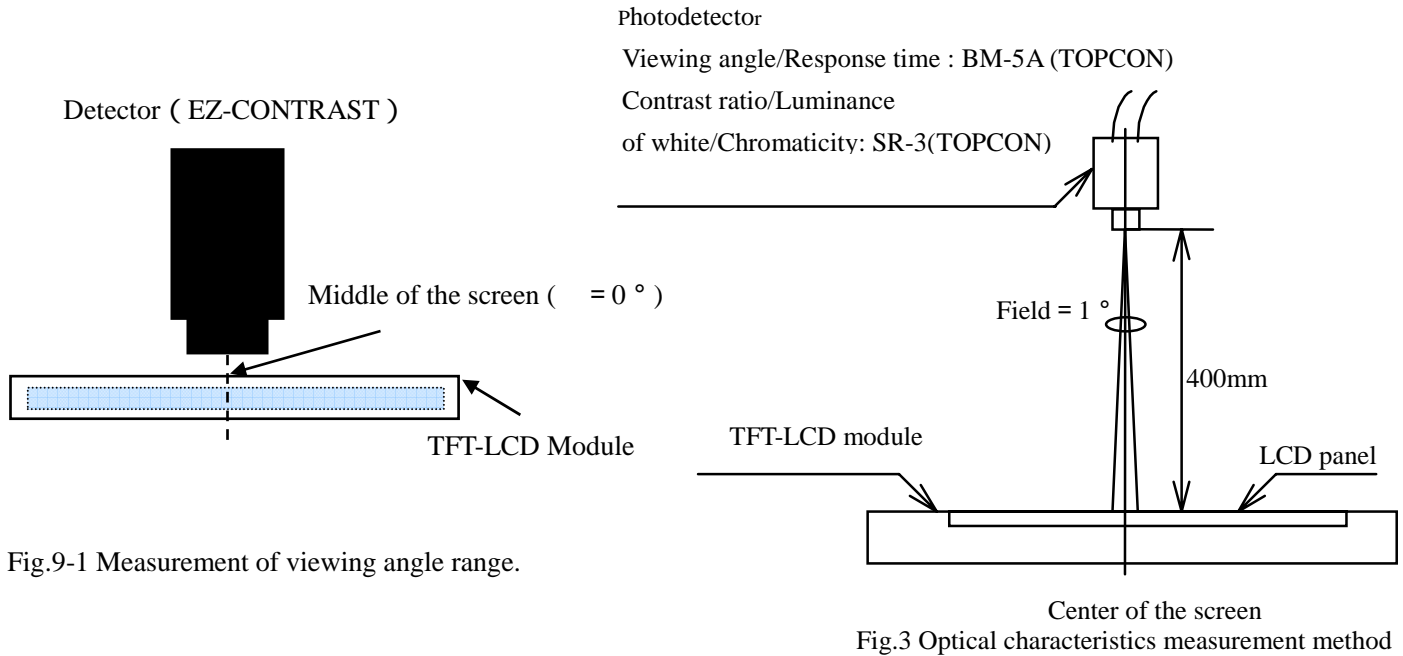 Photodetector
Viewing angle/Response time : BM-5A (TOPCON)
Contrast ratio/Luminance
of white/Chromaticity: SR-3(TOPCON)
Detector ( EZ-CONTRAST )
Middle of the screen (    = 0 ° )
TFT-LCD Module
Fig.9-1 Measurement of viewing angle range.
Field = 1 °
400mm
TFT-LCD module
LCD panel
Center of the screen
Fig.3 Optical characteristics measurement method